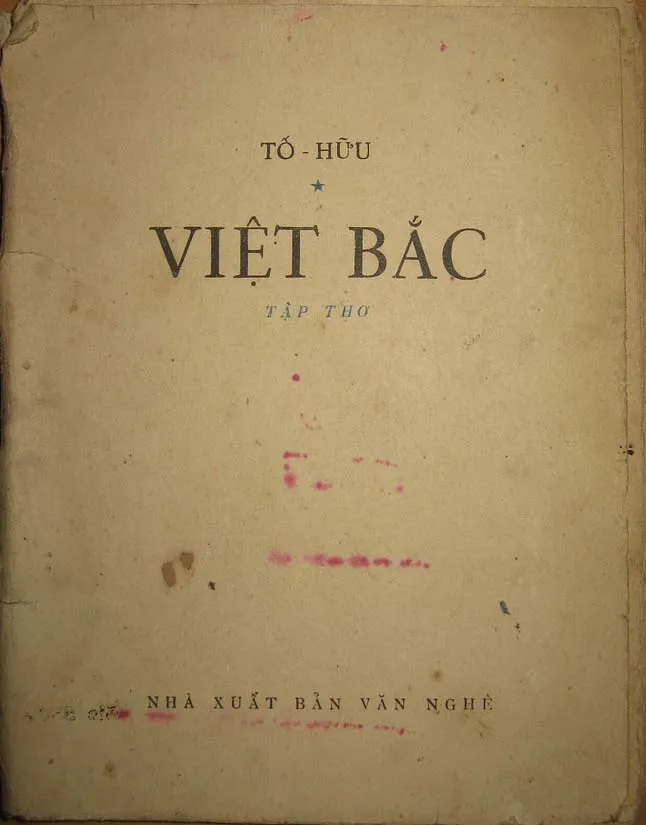 TỐ - HỮU
VIỆT BẮC
TẬP THƠ
NHÀ XUẤT BẢN VĂN NGHỆ